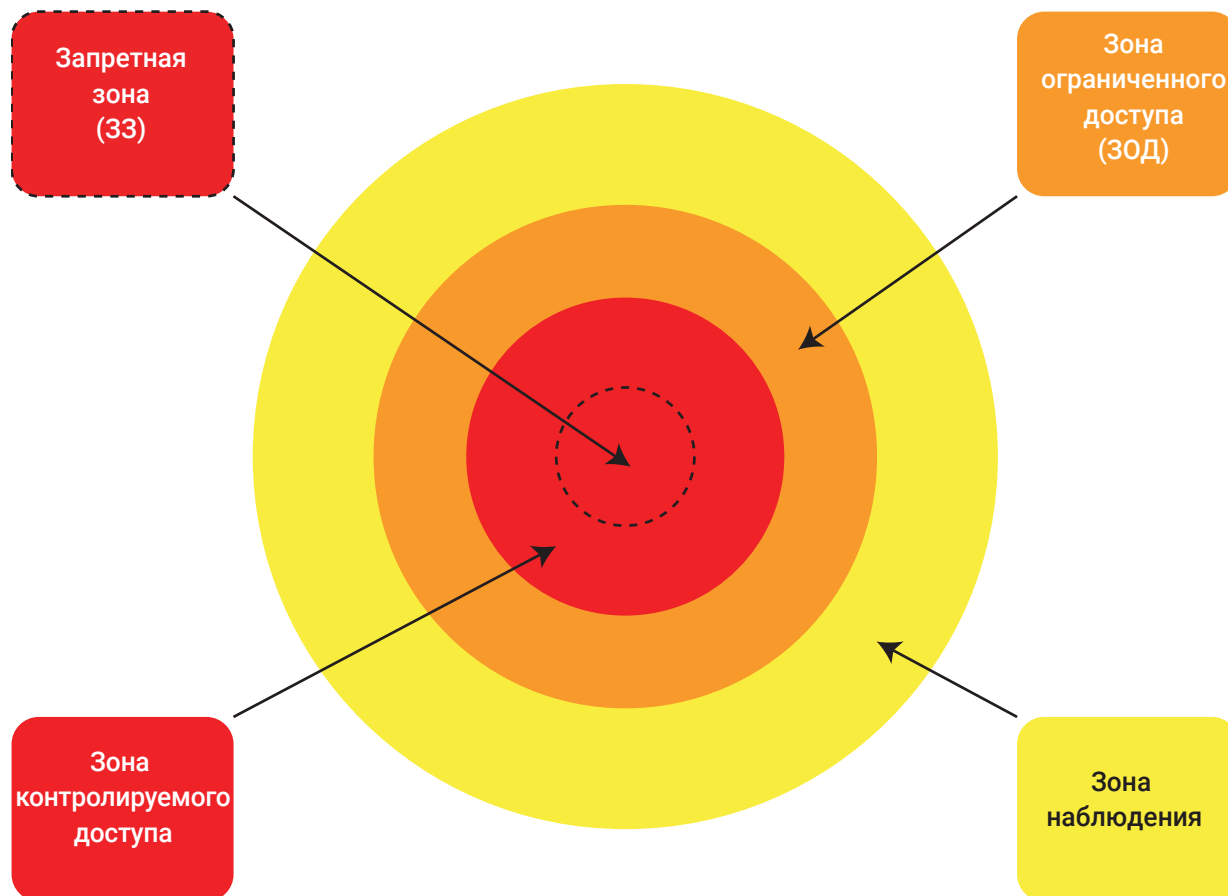 Запретная
зона
(ЗЗ)
Зона
ограниченного
доступа
(ЗОД)
Зона
контролируемого
доступа
Зона
наблюдения